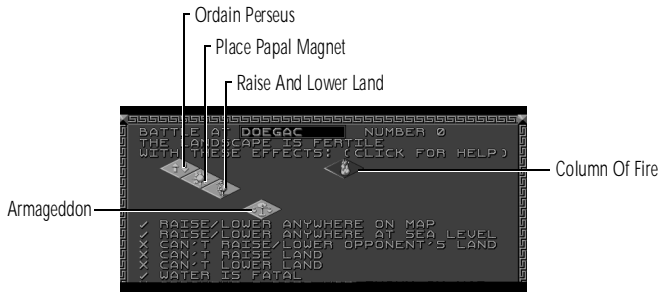 Ordain Perseus
Place Papal Magnet
Raise And Lower Land
BATTLE AT DOEGAC NUMBER 0
THE LANDSCAPE IS FERTILE
WITH THESE EFFECTS: (CLICK FOR HELP)
Column Of Fire
Armageddon
✓ RAISE/LOWER ANYWHERE ON MAP
✓ RAISE/LOWER ANYWHERE AT SEA LEVEL
X CAN'T RAISE/LOWER OPPONENT'S LAND
X CAN'T RAISE LAND
X CAN'T LOWER LAND
✓ WATER IS FATAL